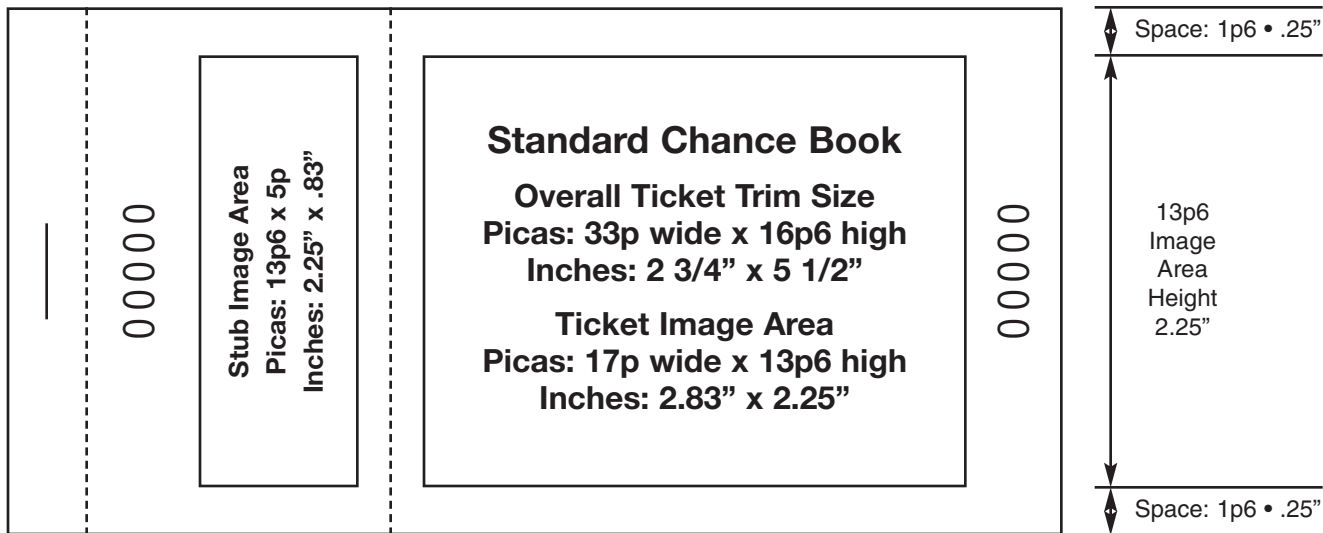 Space: 1p6 • .25”
00000
Stub Image Area
Picas: 13p6 x 5p
Inches: 2.25” x .83”
Standard Chance Book
Overall Ticket Trim Size
Picas: 33p wide x 16p6 high
Inches: 2 3/4” x 5 1/2”
Ticket Image Area
Picas: 17p wide x 13p6 high
Inches: 2.83” x 2.25”
00000
13p6
Image
Area
Height
2.25”
Space: 1p6 • .25”